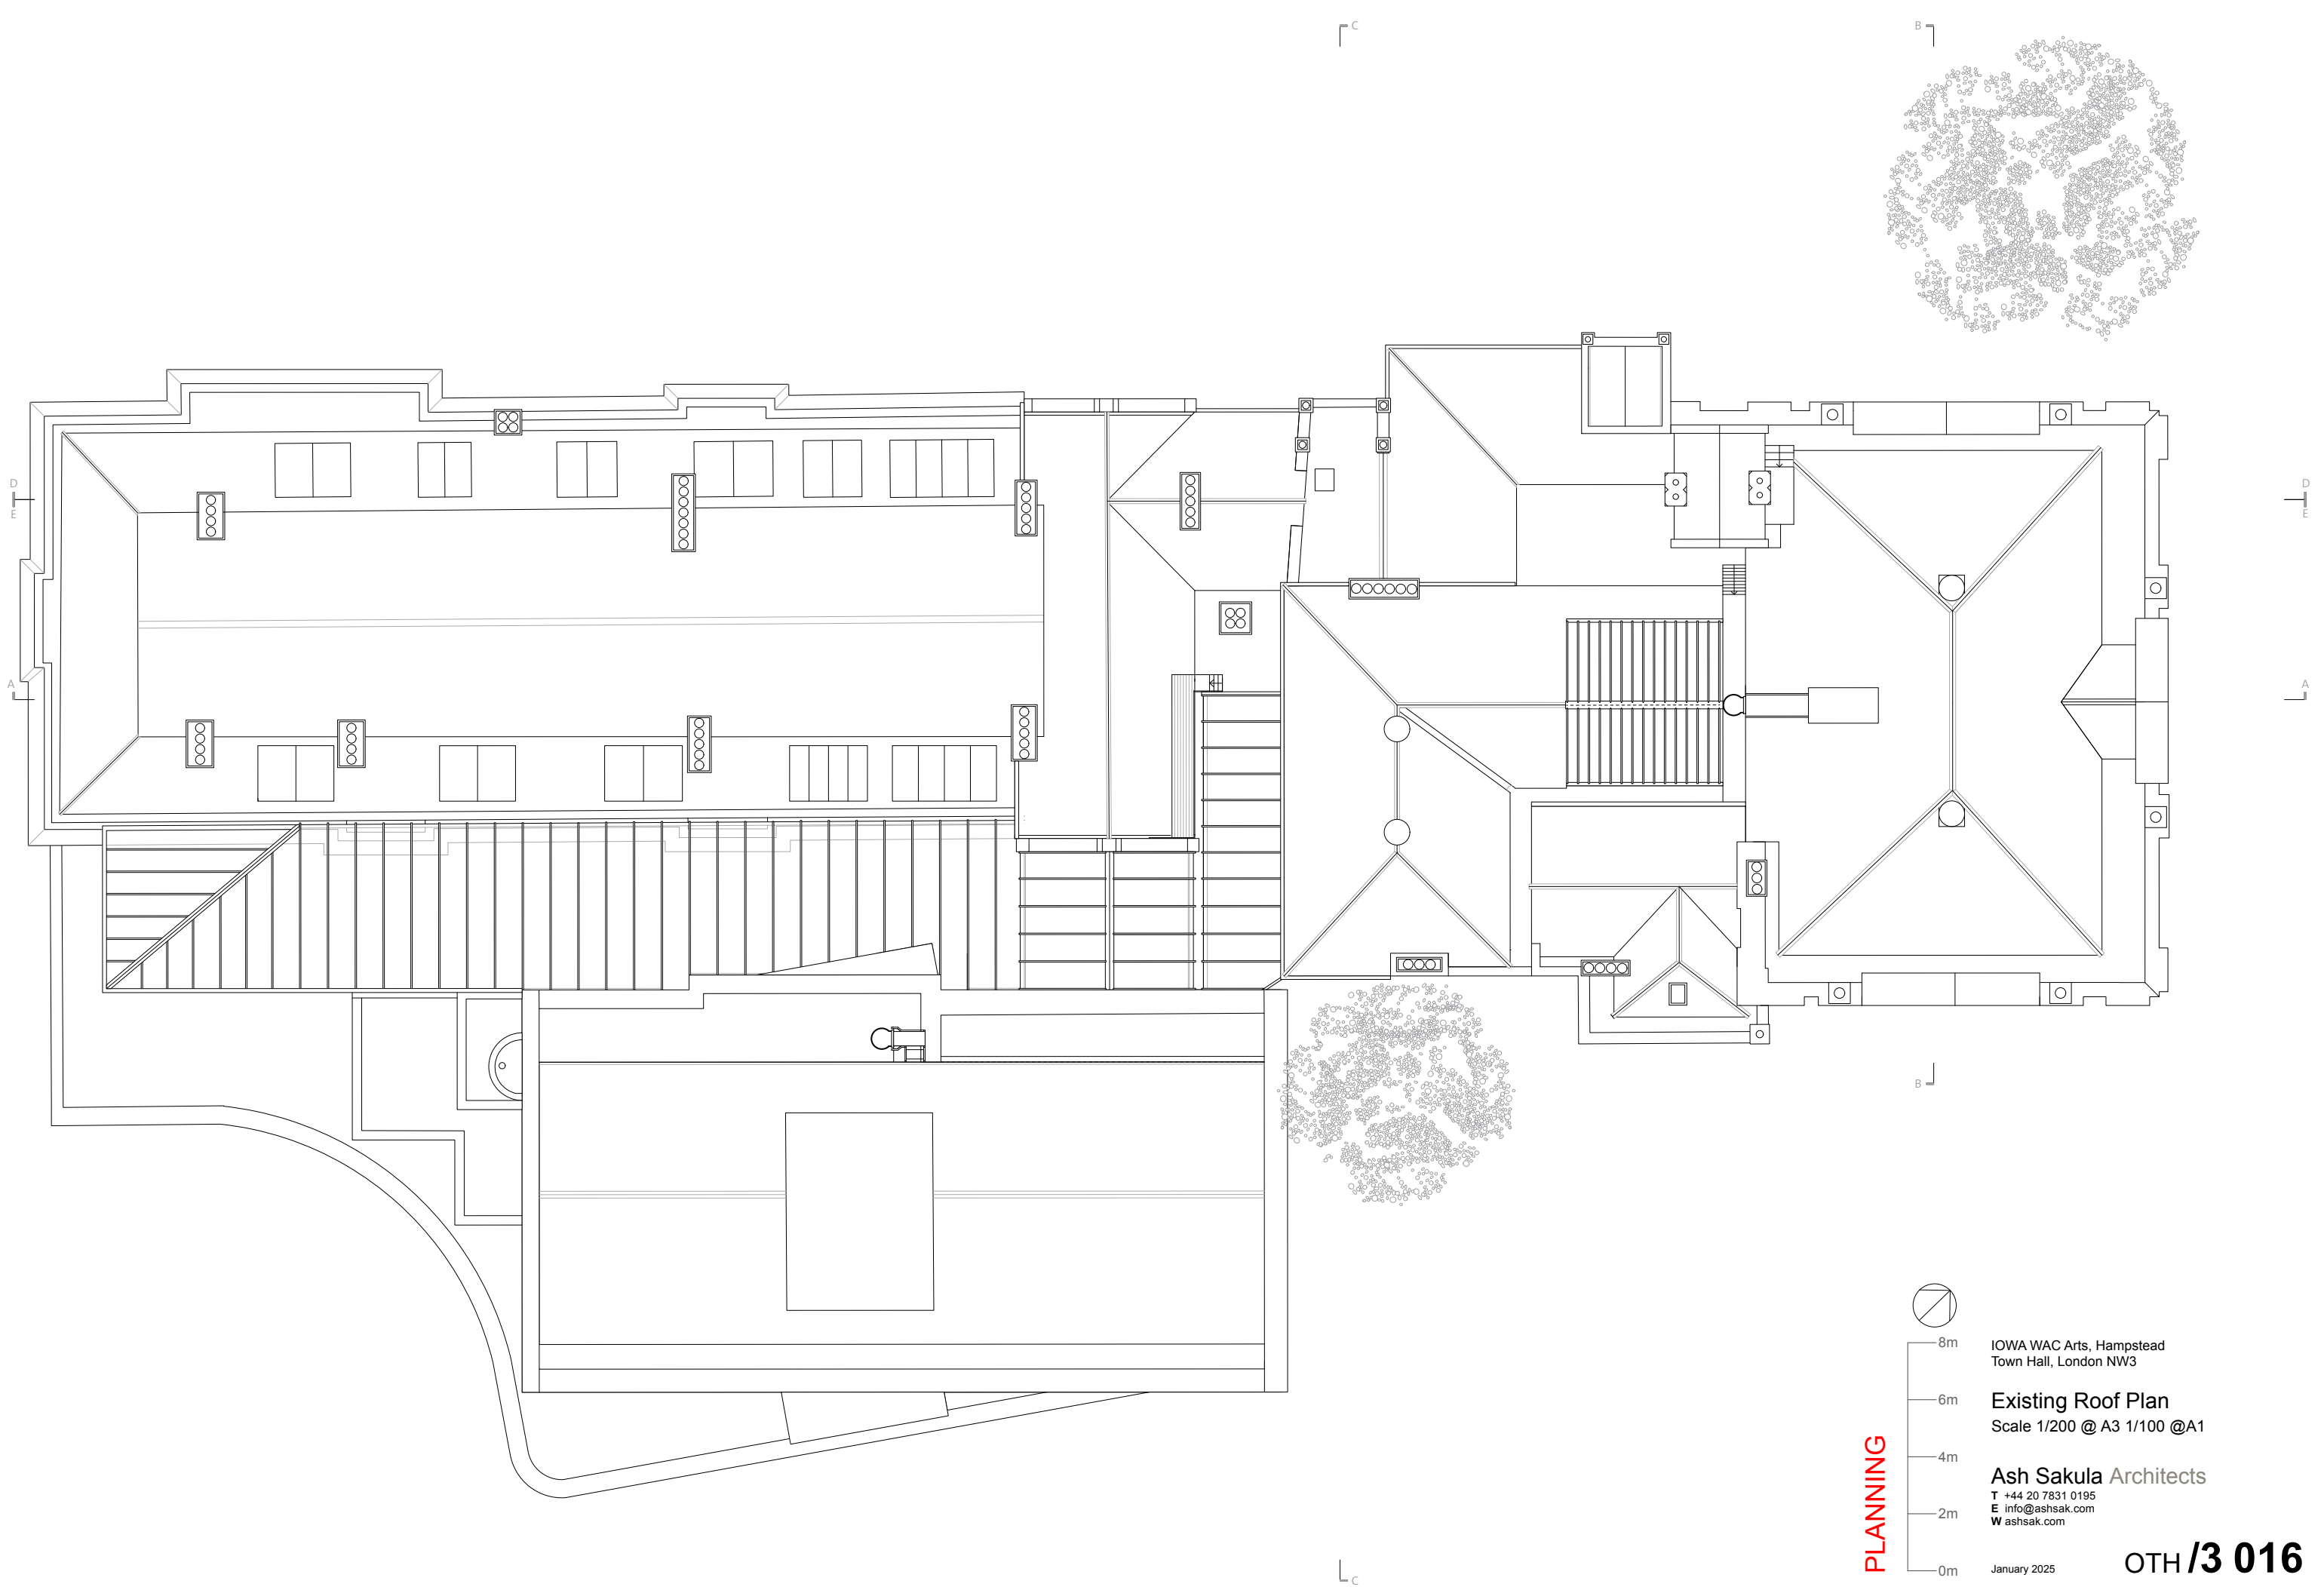 C
B
D
E
D
E
A
A
B
C
8m
6m
4m
2m
0m
PLANNING
IOWA WAC Arts, Hampstead
Town Hall, London NW3
Existing Roof Plan
Scale 1/200 @ A3 1/100 @A1
Ash Sakula Architects
T +44 20 7831 0195
E info@ashsak.com
W ashsak.com
January 2025
OTH /3 016